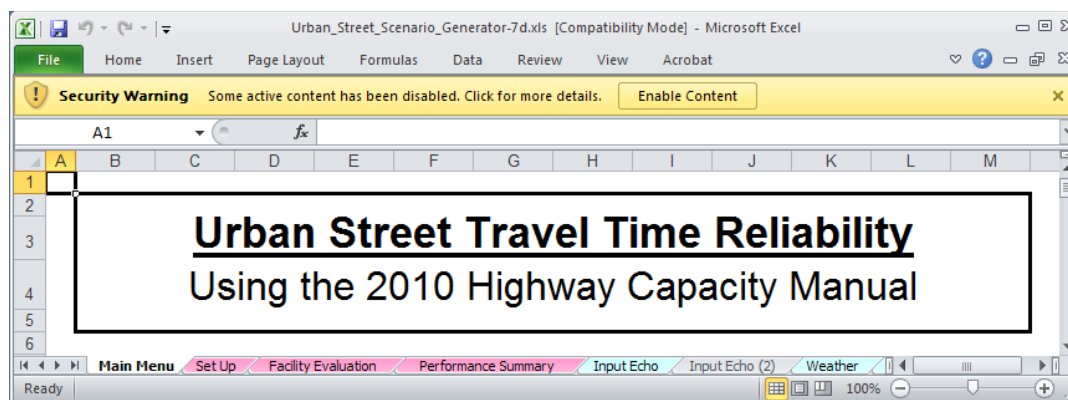 Urban_Street_Scenario_Generator-7d.xls [Compatibility Mode] - Microsoft Excel
File Home Insert Page Layout Formulas Data Review View Acrobat
Security Warning Some active content has been disabled. Click for more details. Enable Content
A1 fx
A B C D E F G H I J K L M
1
2
3 Urban Street Travel Time Reliability
4 Using the 2010 Highway Capacity Manual
5
6
Main Menu Set Up Facility Evaluation Performance Summary Input Echo Input Echo (2) Weather
Ready 100%